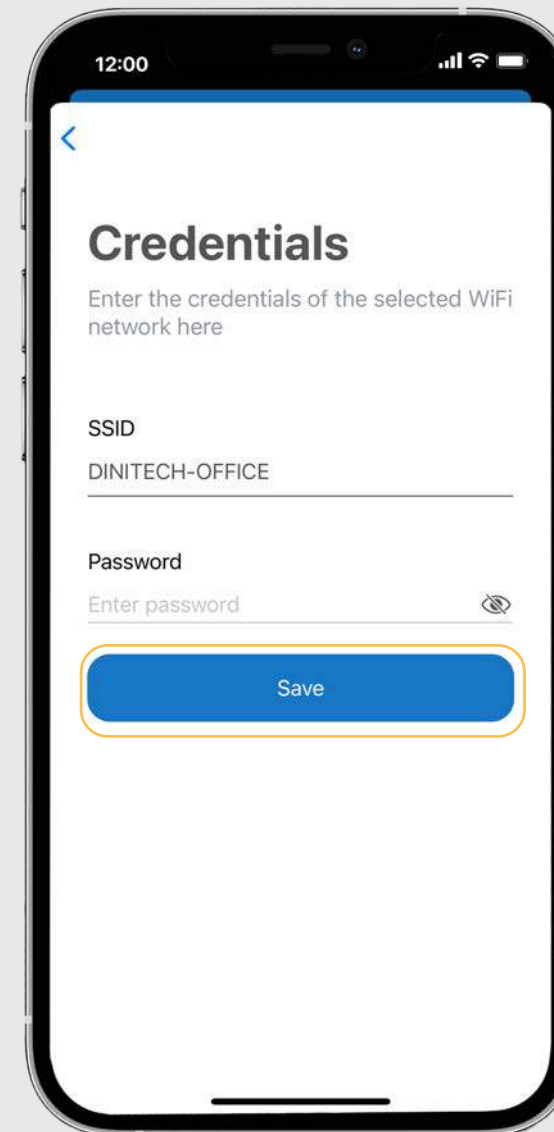 12:00
Credentials
Enter the credentials of the selected WiFi
network here
SSID
DINITECH-OFFICE
Password
Enter password
Save